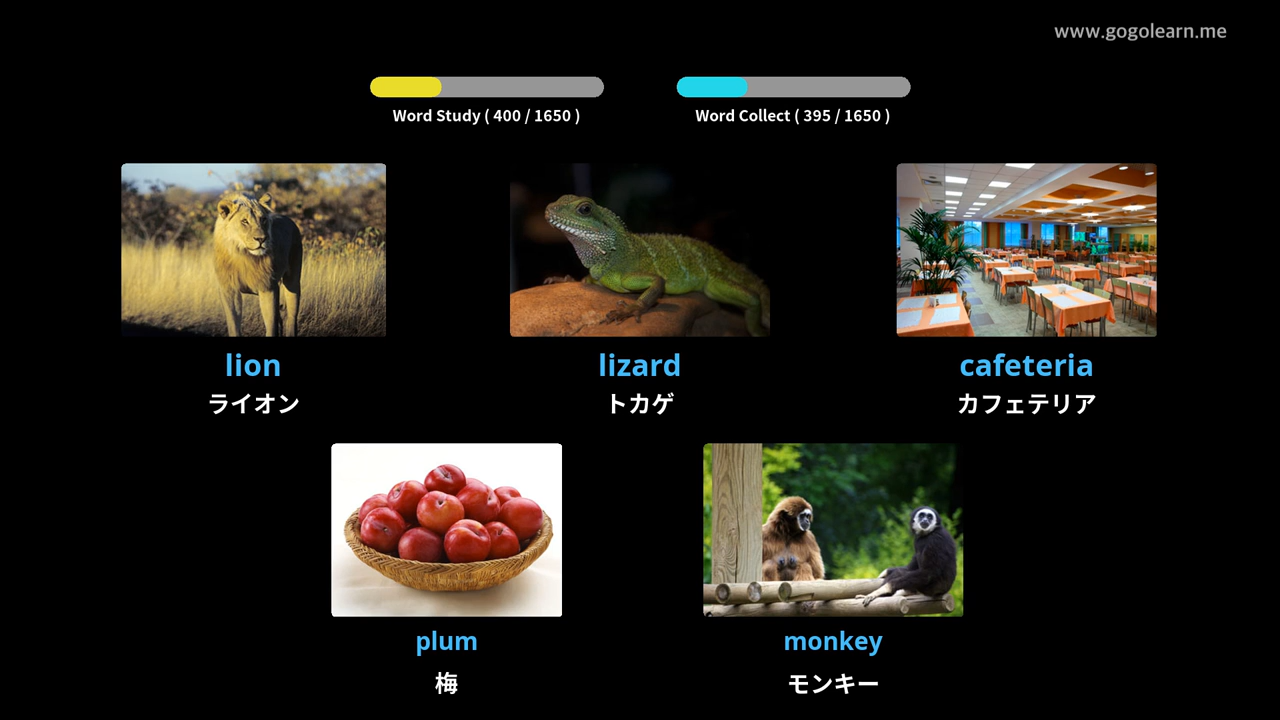 www.gogolearn.me
Word Study ( 400 / 1650 )
Word Collect ( 395 / 1650 )
lion
ライオン
lizard
トカゲ
cafeteria
カフェテリア
plum
梅
monkey
モンキー